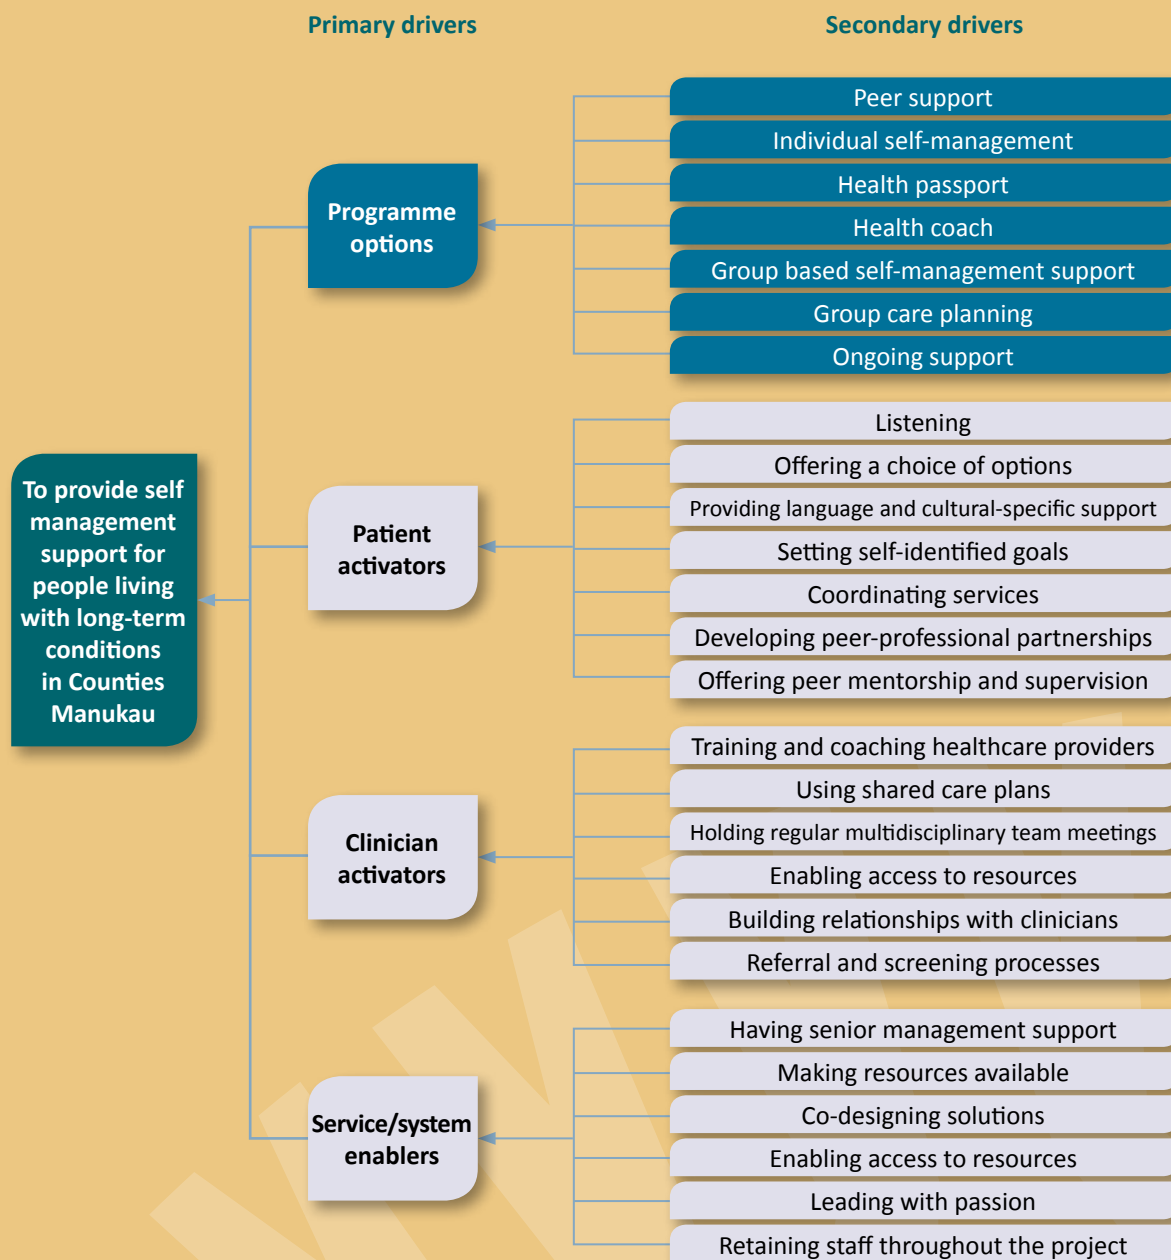 Primary drivers
Secondary drivers
To provide self
management
support for
people living
with long-term
conditions
in Counties
Manukau
Programme
options
Peer support
Individual self-management
Health passport
Health coach
Group based self-management support
Group care planning
Ongoing support
Patient
activators
Listening
Offering a choice of options
Providing language and cultural-specific support
Setting self-identified goals
Coordinating services
Developing peer-professional partnerships
Offering peer mentorship and supervision
Clinician
activators
Training and coaching healthcare providers
Using shared care plans
Holding regular multidisciplinary team meetings
Enabling access to resources
Building relationships with clinicians
Referral and screening processes
Service/system
enablers
Having senior management support
Making resources available
Co-designing solutions
Enabling access to resources
Leading with passion
Retaining staff throughout the project